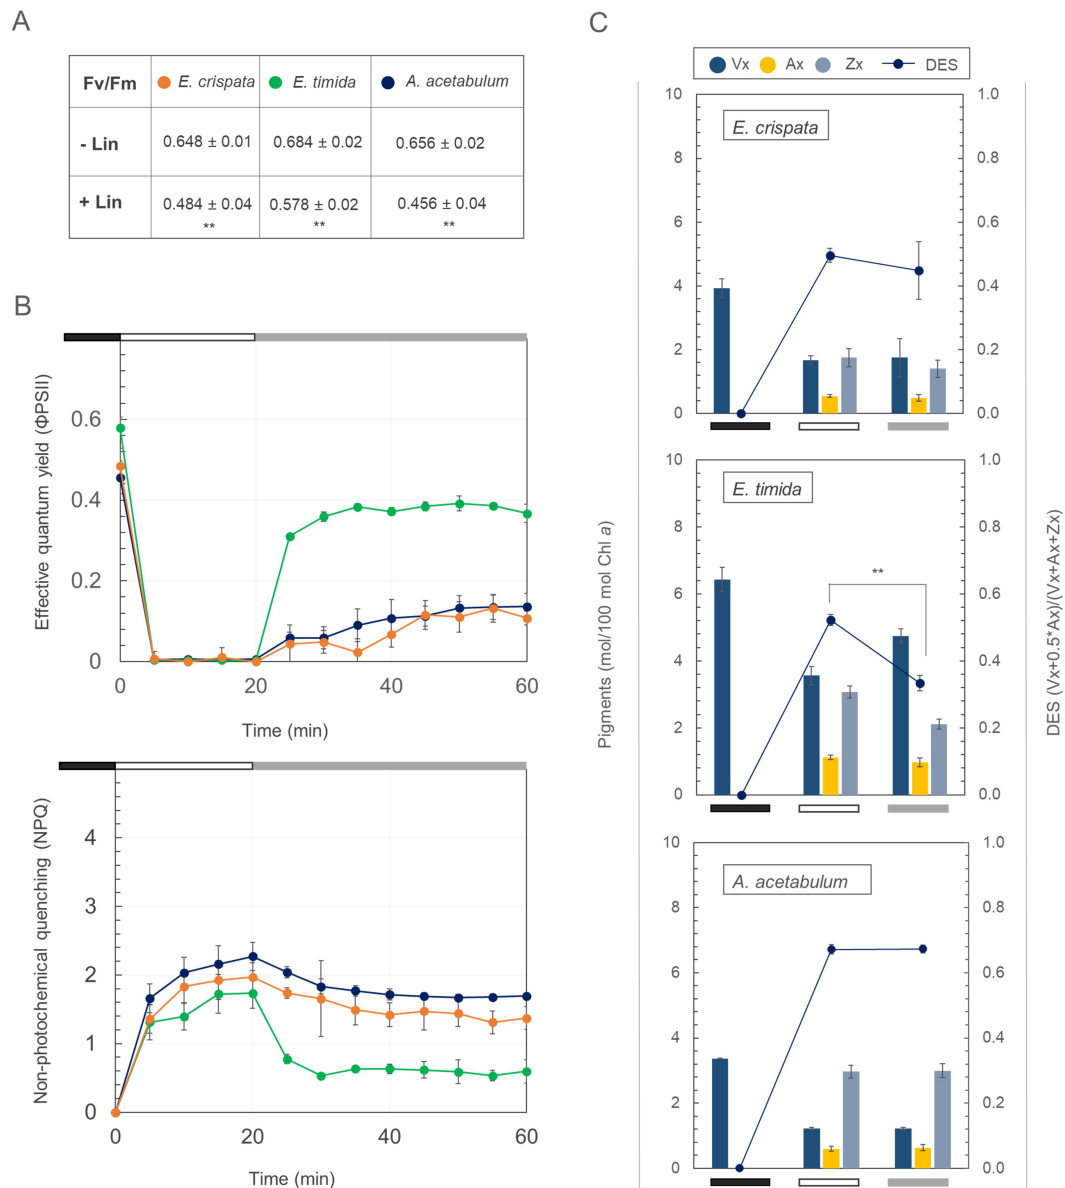 A
Fv/Fm E. crispata E. timida A. acetabulum
- Lin 0.648 ± 0.01 0.684 ± 0.02 0.656 ± 0.02
+ Lin 0.484 ± 0.04 0.578 ± 0.02 0.456 ± 0.04
** ** **
B
Effective quantum yield (ΦPSII)
0.6
0.4
0.2
0
0 20 40 60
Time (min)
Non-photochemical quenching (NPQ)
4
3
2
1
0
0 20 40 60
Time (min)
C
Vx Ax Zx DES
Pigments (mol/100 mol Chl a)
DES (Vx+0.5*Ax)/(Vx+Ax+Zx)
E. crispata
10 1.0
8 0.8
6 0.6
4 0.4
2 0.2
0 0.0
E. timida
10 1.0
8 0.8
6 0.6
4 0.4
2 0.2
0 0.0
**
A. acetabulum
10 1.0
8 0.8
6 0.6
4 0.4
2 0.2
0 0.0